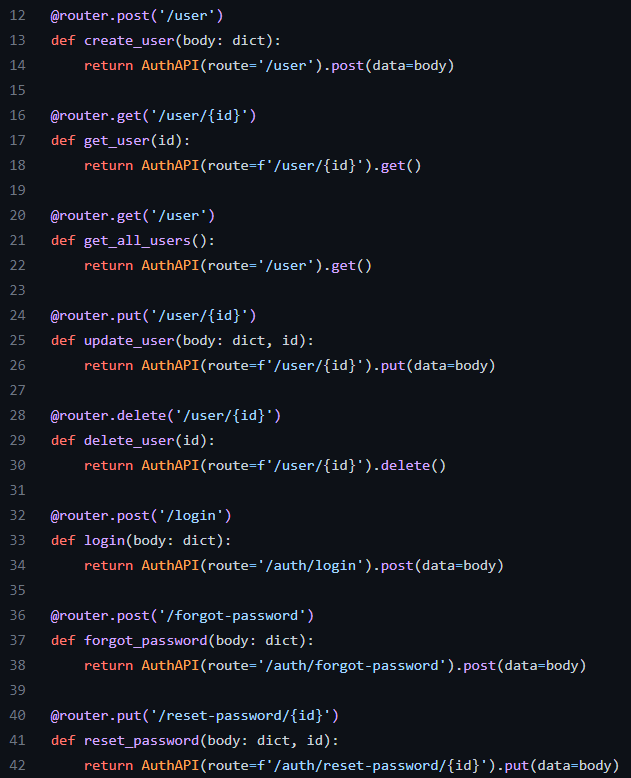 12 @router.post('/user')
13 def create_user(body: dict):
14     return AuthAPI(route='/user').post(data=body)
15
16 @router.get('/user/{id}')
17 def get_user(id):
18     return AuthAPI(route=f'/user/{id}').get()
19
20 @router.get('/user')
21 def get_all_users():
22     return AuthAPI(route='/user').get()
23
24 @router.put('/user/{id}')
25 def update_user(body: dict, id):
26     return AuthAPI(route=f'/user/{id}').put(data=body)
27
28 @router.delete('/user/{id}')
29 def delete_user(id):
30     return AuthAPI(route=f'/user/{id}').delete()
31
32 @router.post('/login')
33 def login(body: dict):
34     return AuthAPI(route='/auth/login').post(data=body)
35
36 @router.post('/forgot-password')
37 def forgot_password(body: dict):
38     return AuthAPI(route='/auth/forgot-password').post(data=body)
39
40 @router.put('/reset-password/{id}')
41 def reset_password(body: dict, id):
42     return AuthAPI(route=f'/auth/reset-password/{id}').put(data=body)